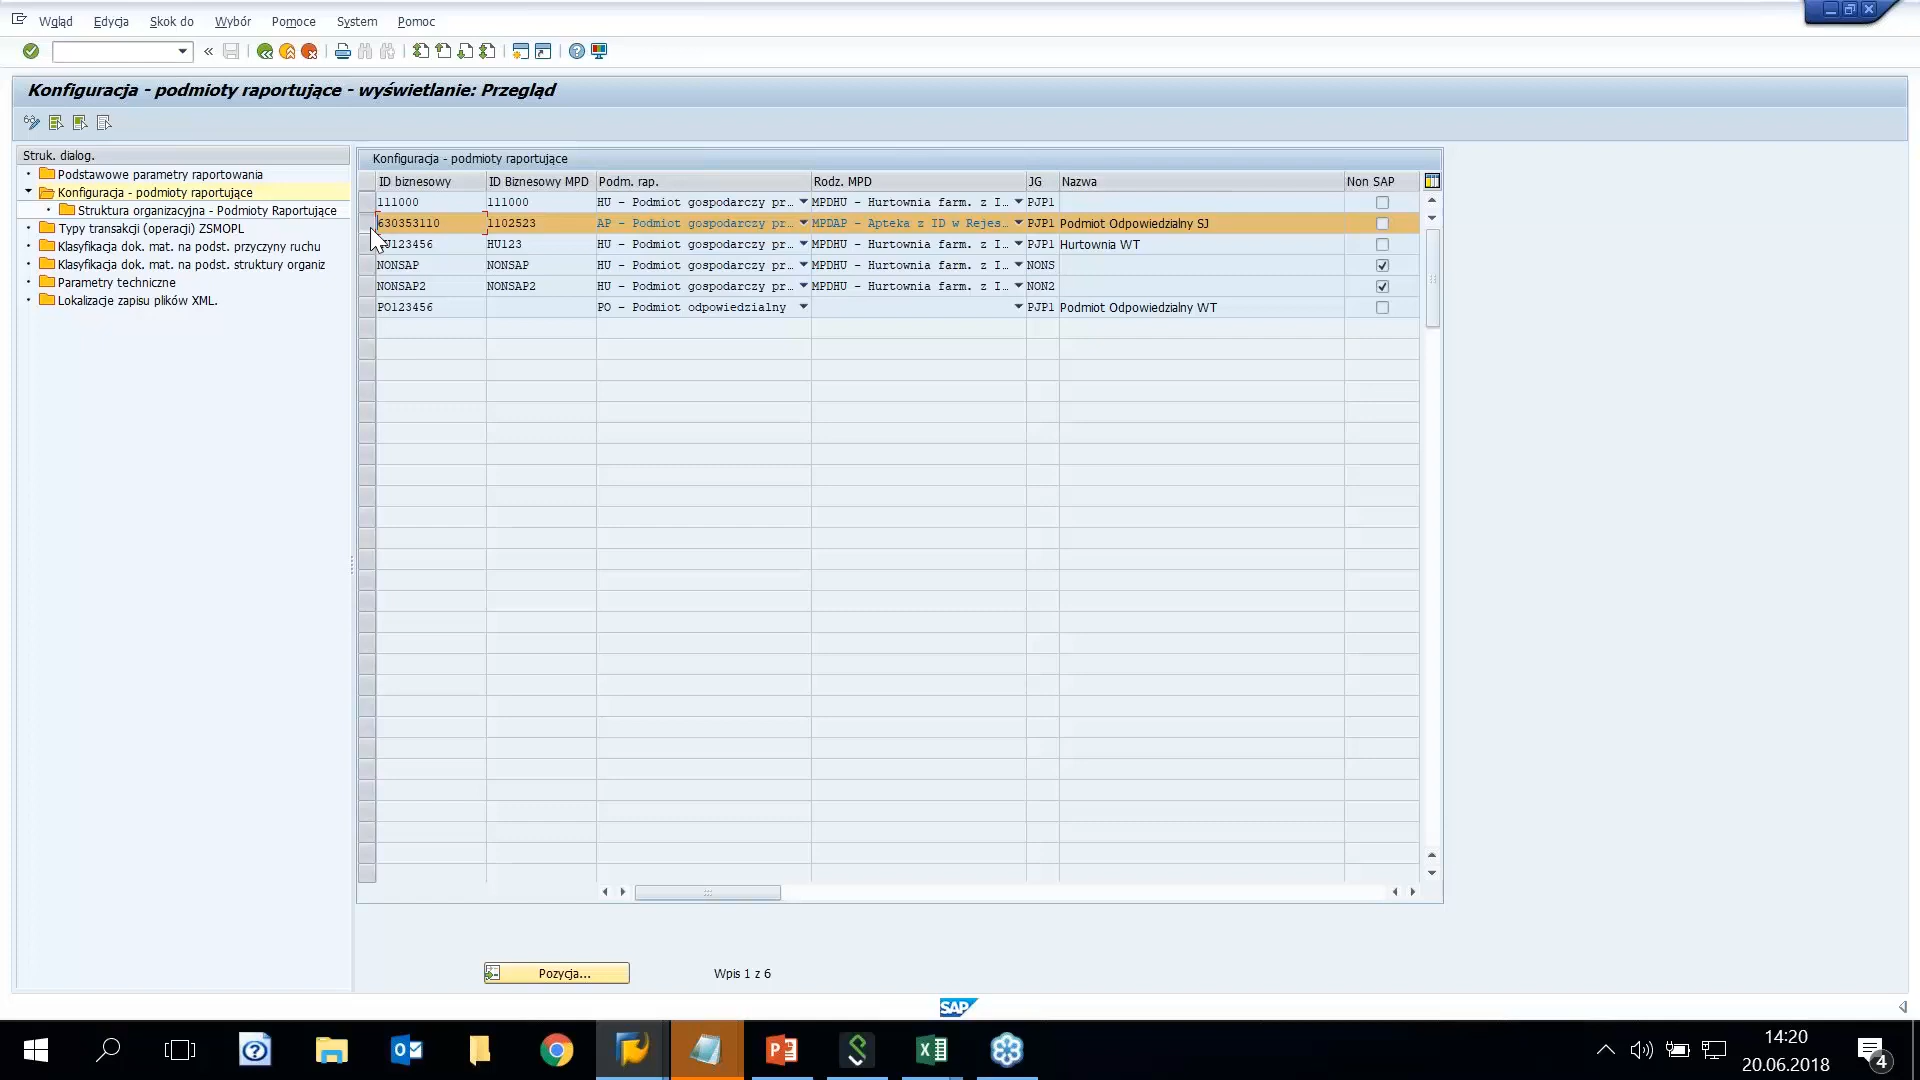 Wgląd Edycja Skok do Wybór Pomoce System Pomoc
Konfiguracja - podmioty raportujące - wyświetlanie: Przegląd
Struk. dialog.
Podstawowe parametry raportowania
Konfiguracja - podmioty raportujące
Struktura organizacyjna - Podmioty Raportujące
Typy transakcji (operacji) ZSMOPL
Klasyfikacja dok. mat. na podst. przyczyny ruchu
Klasyfikacja dok. mat. na podst. struktury organiz
Parametry techniczne
Lokalizacje zapisu plików XML.
Konfiguracja - podmioty raportujące
ID biznesowy ID Biznesowy MPD Podm. rap. Rodz. MPD JG Nazwa Non SAP
111000 111000 HU - Podmiot gospodarczy pr… MPDHU - Hurtownia farm. z I… PJP1
630353110 1102523 AP - Podmiot gospodarczy pr… MPDAP - Apteka z ID w Rejes… PJP1 Podmiot Odpowiedzialny SJ
HU123 HU - Podmiot gospodarczy pr… MPDHU - Hurtownia farm. z I… PJP1 Hurtownia WT
NONSAP NONSAP HU - Podmiot gospodarczy pr… MPDHU - Hurtownia farm. z I… NONS
NONSAP2 NONSAP2 HU - Podmiot gospodarczy pr… MPDHU - Hurtownia farm. z I… NON2
PO123456 PO - Podmiot odpowiedzialny PJP1 Podmiot Odpowiedzialny WT
Pozycja... Wpis 1 z 6
SAP
14:20
20.06.2018
4